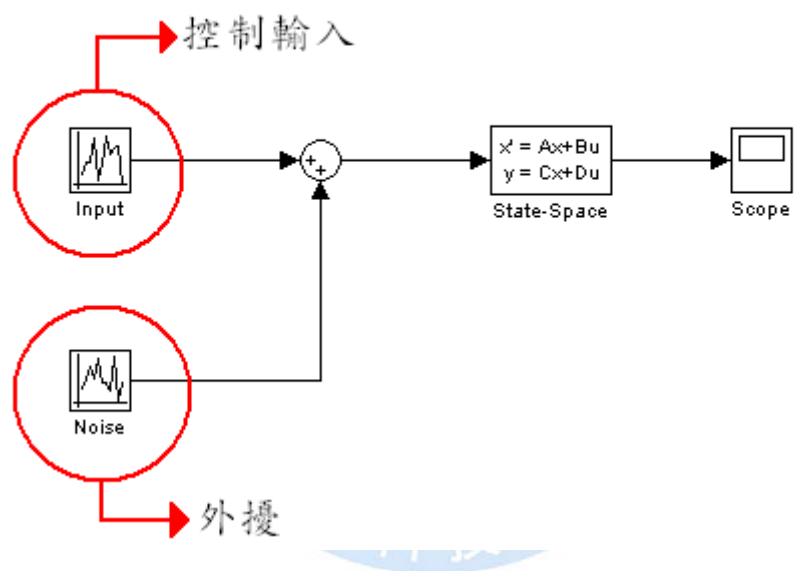 控制輸入
Input
++
x' = Ax+Bu
y = Cx+Du
State-Space
Scope
Noise
外擾